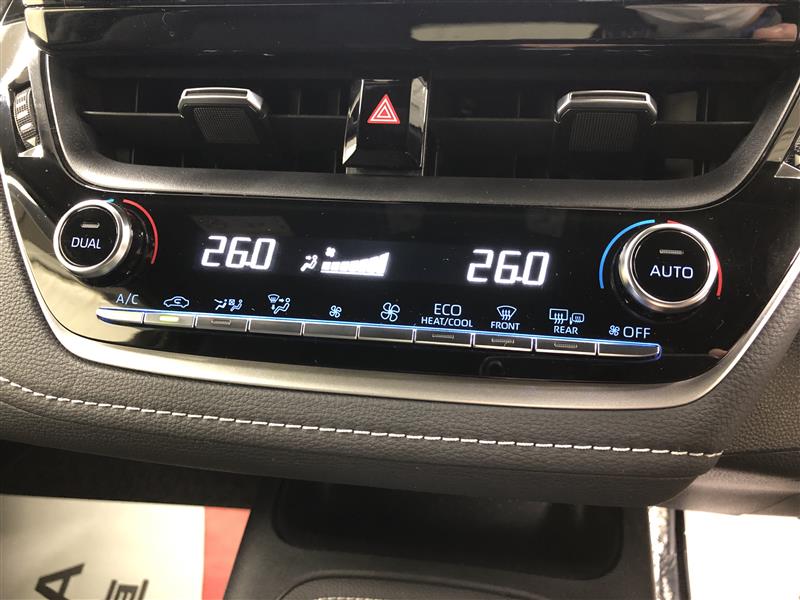 DUAL
26.0
26.0
AUTO
A/C
ECO
HEAT/COOL
FRONT
REAR
OFF
A